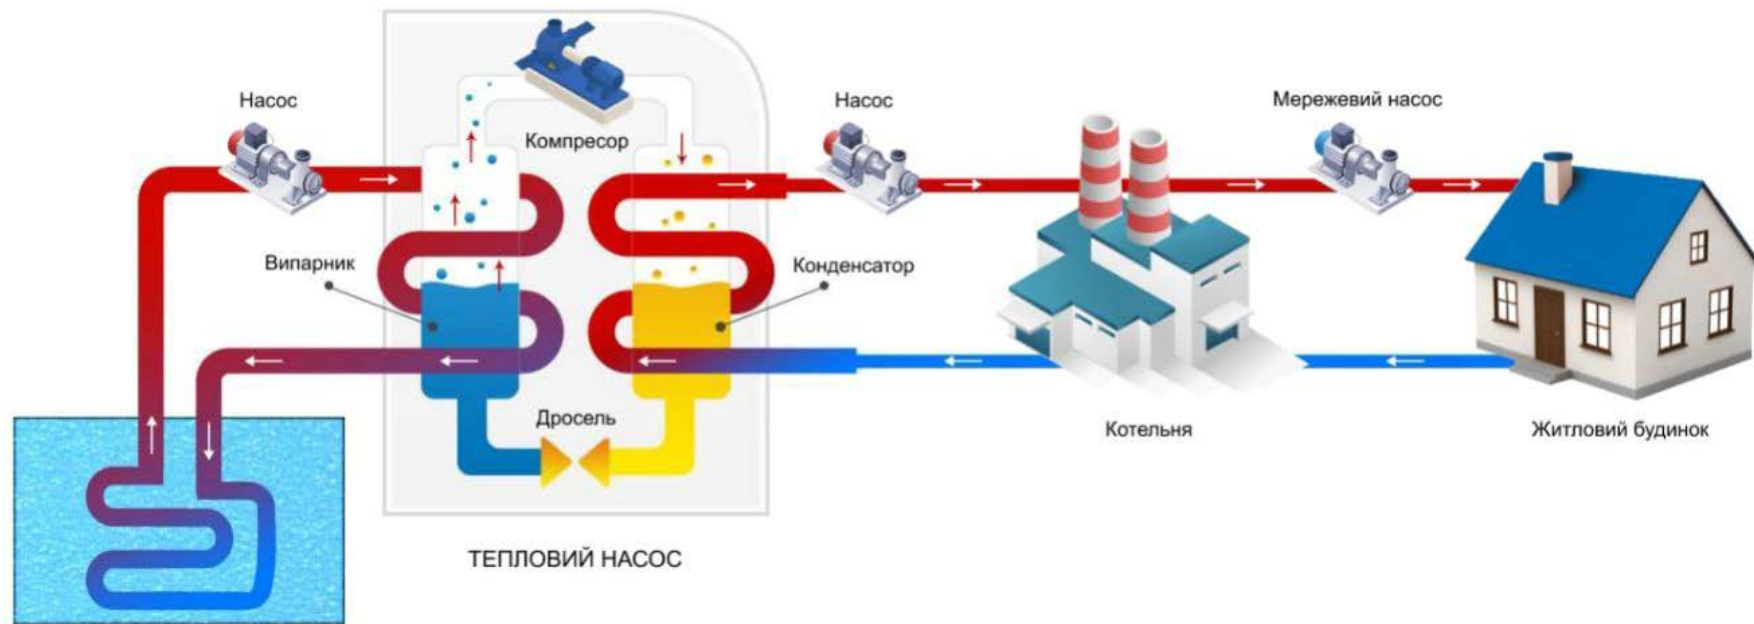 Насос
Насос
Мережевий насос
Компресор
Випарник
Конденсатор
Дросель
Котельня
Житловий будинок
ТЕПЛОВИЙ НАСОС